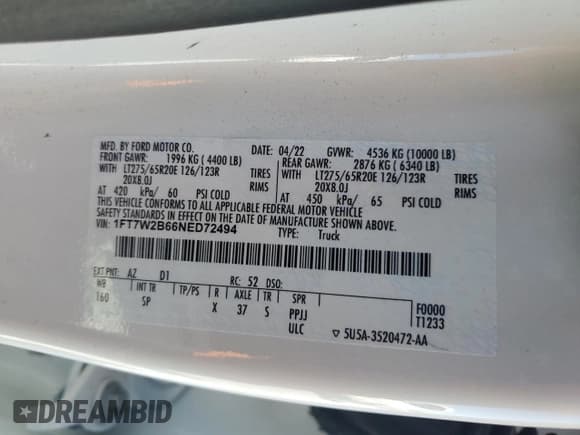 MFD. BY FORD MOTOR CO.
DATE: 04/22 GVWR: 4536 KG (10000 LB)
FRONT GAWR: 1996 KG ( 4400 LB) REAR GAWR: 2876 KG ( 6340 LB)
WITH LT275/65R20E 126/123R TIRES WITH LT275/65R20E 126/123R TIRES
20X8.0J RIMS 20X8.0J RIMS
AT 420 kPa/ 60 PSI COLD AT 450 kPa/ 65 PSI COLD
THIS VEHICLE CONFORMS TO ALL APPLICABLE FEDERAL MOTOR VEHICLE
SAFETY STANDARDS IN EFFECT ON THE DATE OF MANUFACTURE SHOWN ABOVE.
VIN: 1FT7W2B66NED72494 TYPE: Truck
EXT PNT: AZ D1 RC: 52 DSO:
WB INT TR TP/PS R AXLE TR SPR F0000
160 SP X 37 S PPJJ T1233
ULC ▽ 5U5A-3520472-AA
DREAMBID